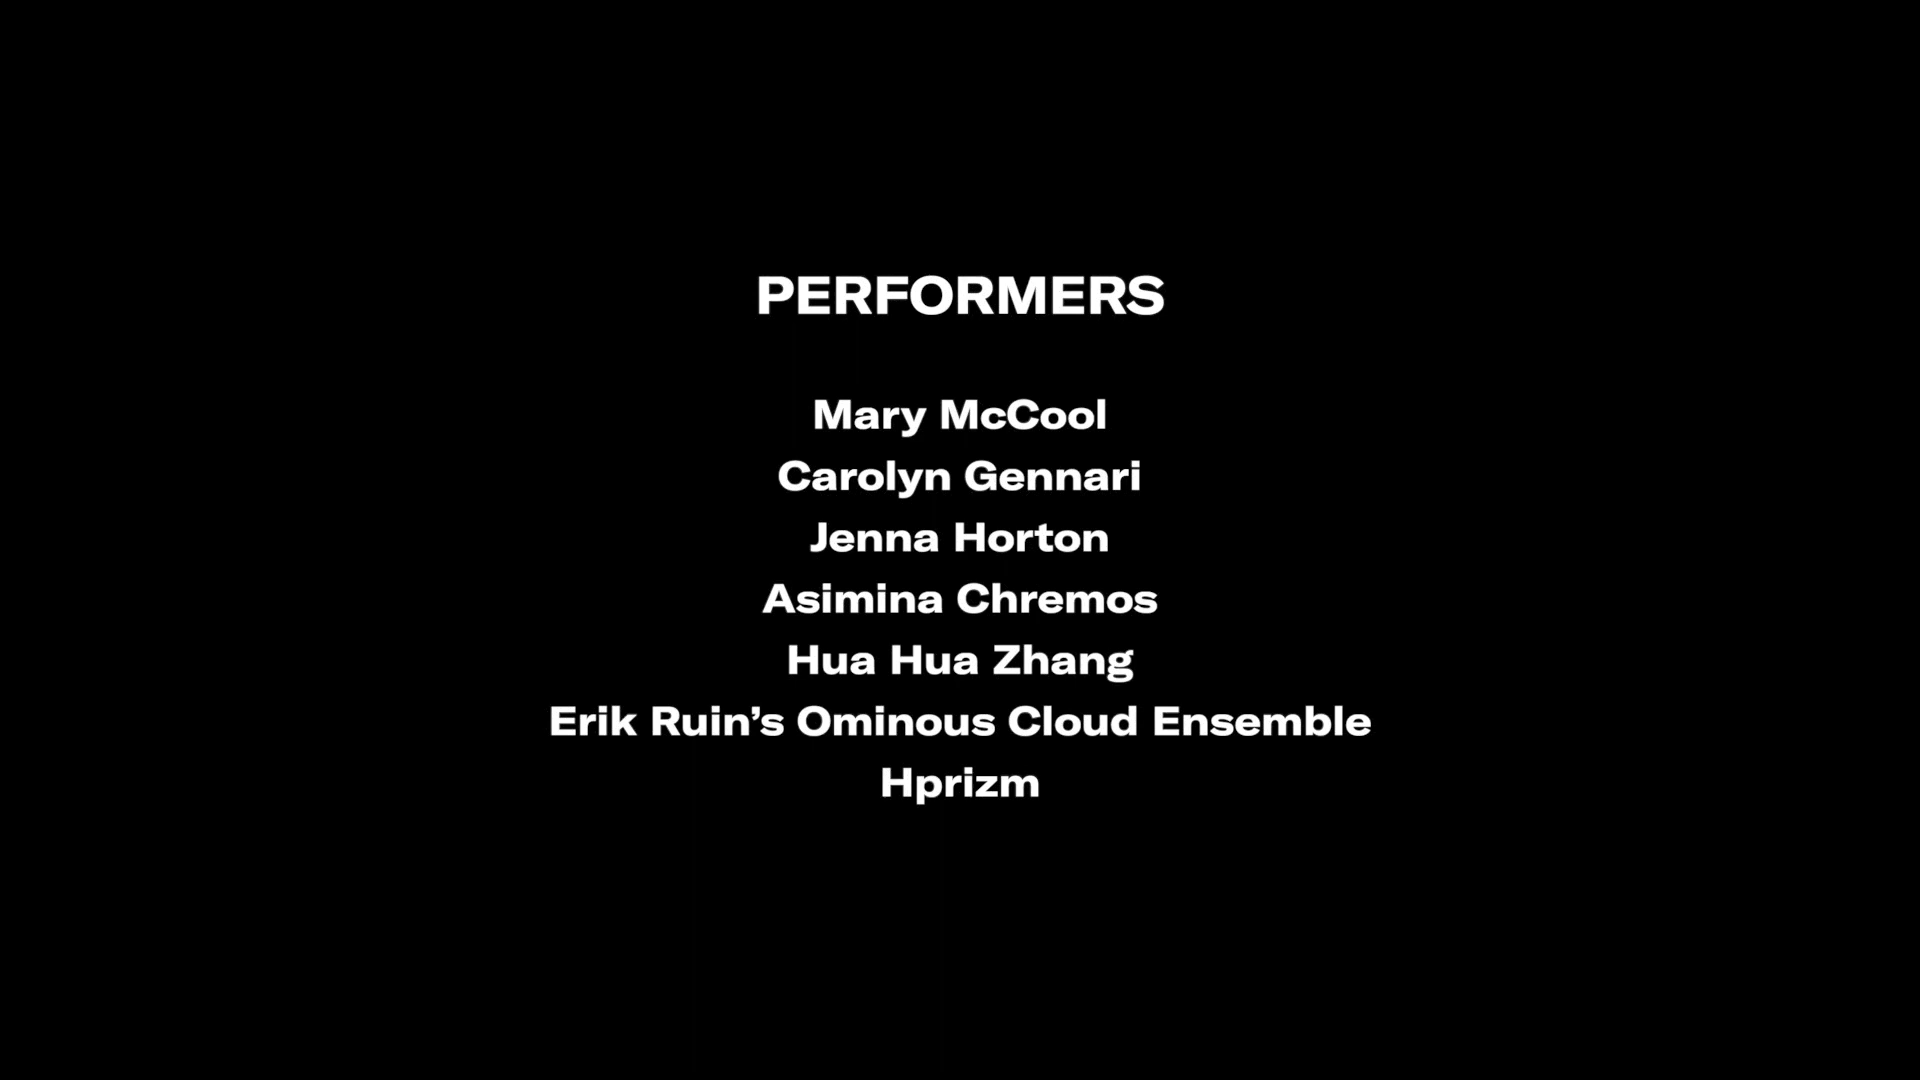 PERFORMERS
Mary McCool
Carolyn Gennari
Jenna Horton
Asimina Chremos
Hua Hua Zhang
Erik Ruin’s Ominous Cloud Ensemble
Hprizm